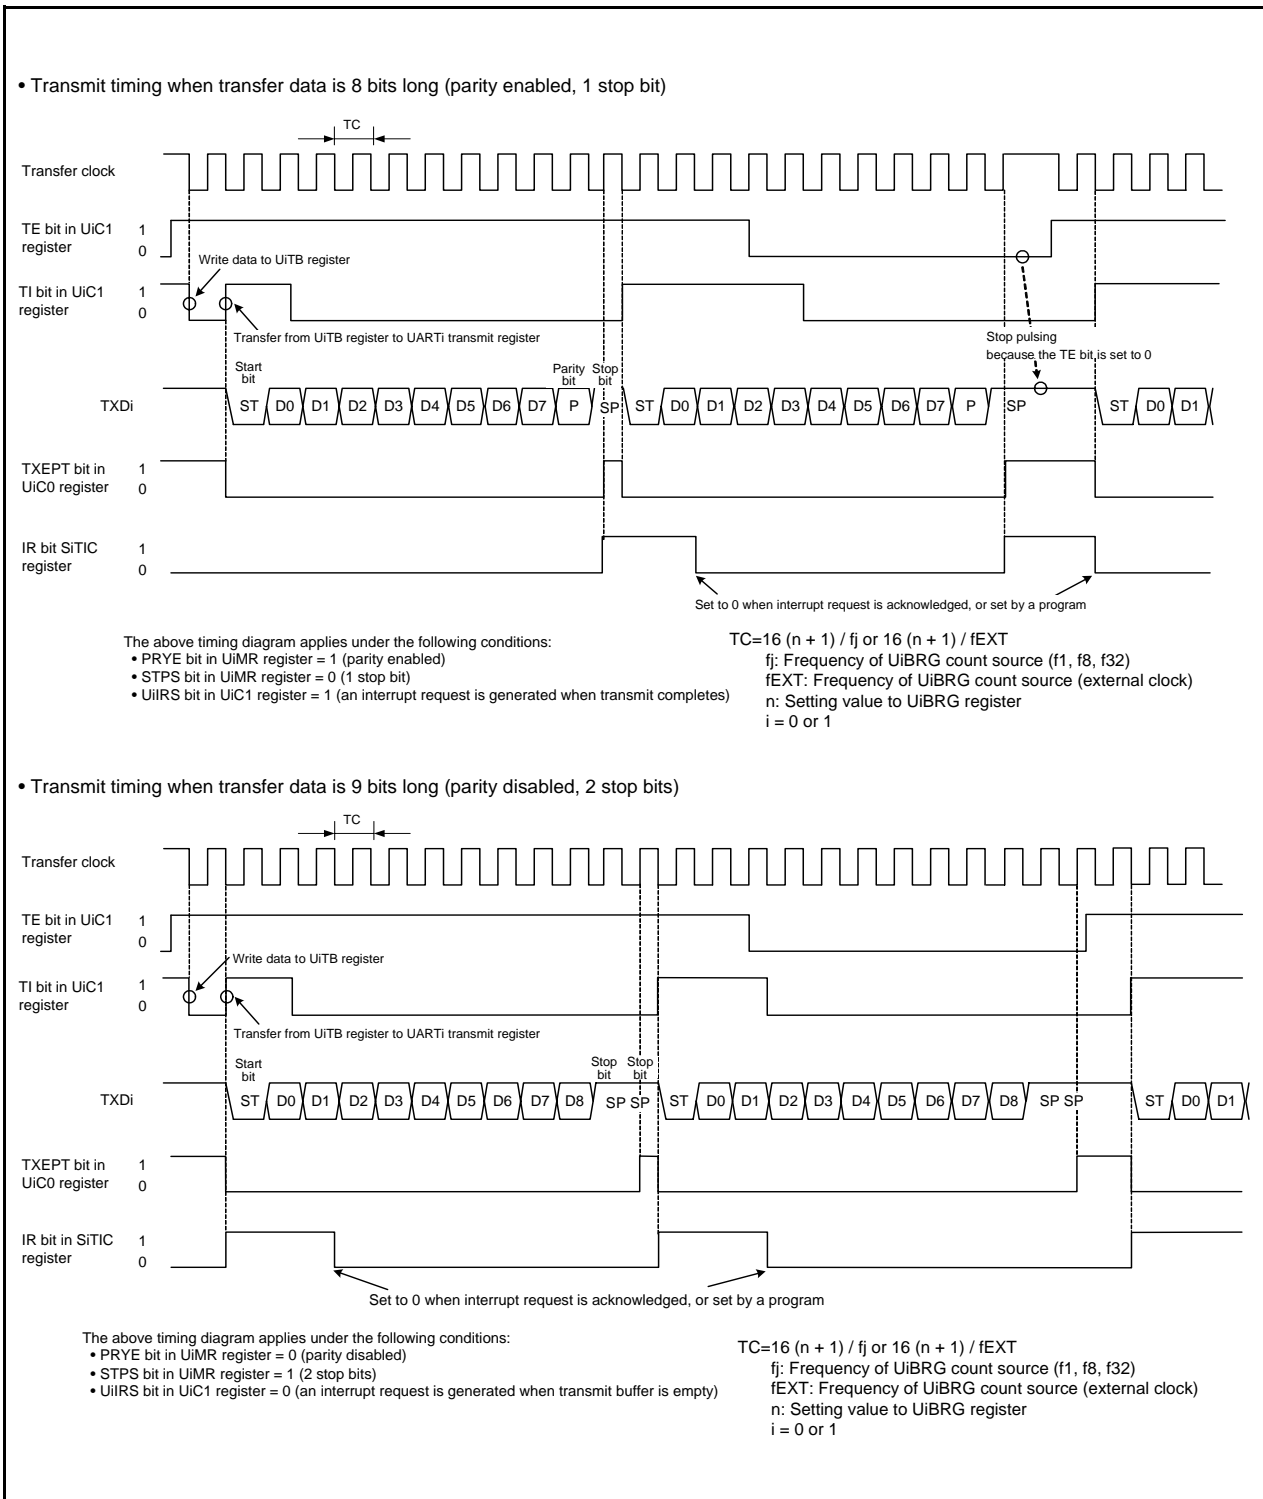 • Transmit timing when transfer data is 8 bits long (parity enabled, 1 stop bit)
TC
Transfer clock
TE bit in UiC1
register
1
0
Write data to UiTB register
TI bit in UiC1
register
1
0
Transfer from UiTB register to UARTi transmit register
Stop pulsing
because the TE bit is set to 0
Start
bit
Parity
bit
Stop
bit
TXDi
ST D0 D1 D2 D3 D4 D5 D6 D7 P SP ST D0 D1 D2 D3 D4 D5 D6 D7 P SP ST D0 D1
TXEPT bit in
UiC0 register
1
0
IR bit SiTIC
register
1
0
Set to 0 when interrupt request is acknowledged, or set by a program
The above timing diagram applies under the following conditions:
• PRYE bit in UiMR register = 1 (parity enabled)
• STPS bit in UiMR register = 0 (1 stop bit)
• UiIRS bit in UiC1 register = 1 (an interrupt request is generated when transmit completes)
TC=16 (n + 1) / fj or 16 (n + 1) / fEXT
fj: Frequency of UiBRG count source (f1, f8, f32)
fEXT: Frequency of UiBRG count source (external clock)
n: Setting value to UiBRG register
i = 0 or 1
• Transmit timing when transfer data is 9 bits long (parity disabled, 2 stop bits)
TC
Transfer clock
TE bit in UiC1
register
1
0
Write data to UiTB register
TI bit in UiC1
register
1
0
Transfer from UiTB register to UARTi transmit register
Start
bit
Stop
bit
Stop
bit
TXDi
ST D0 D1 D2 D3 D4 D5 D6 D7 D8 SP SP ST D0 D1 D2 D3 D4 D5 D6 D7 D8 SP SP ST D0 D1
TXEPT bit in
UiC0 register
1
0
IR bit in SiTIC
register
1
0
Set to 0 when interrupt request is acknowledged, or set by a program
The above timing diagram applies under the following conditions:
• PRYE bit in UiMR register = 0 (parity disabled)
• STPS bit in UiMR register = 1 (2 stop bits)
• UiIRS bit in UiC1 register = 0 (an interrupt request is generated when transmit buffer is empty)
TC=16 (n + 1) / fj or 16 (n + 1) / fEXT
fj: Frequency of UiBRG count source (f1, f8, f32)
fEXT: Frequency of UiBRG count source (external clock)
n: Setting value to UiBRG register
i = 0 or 1